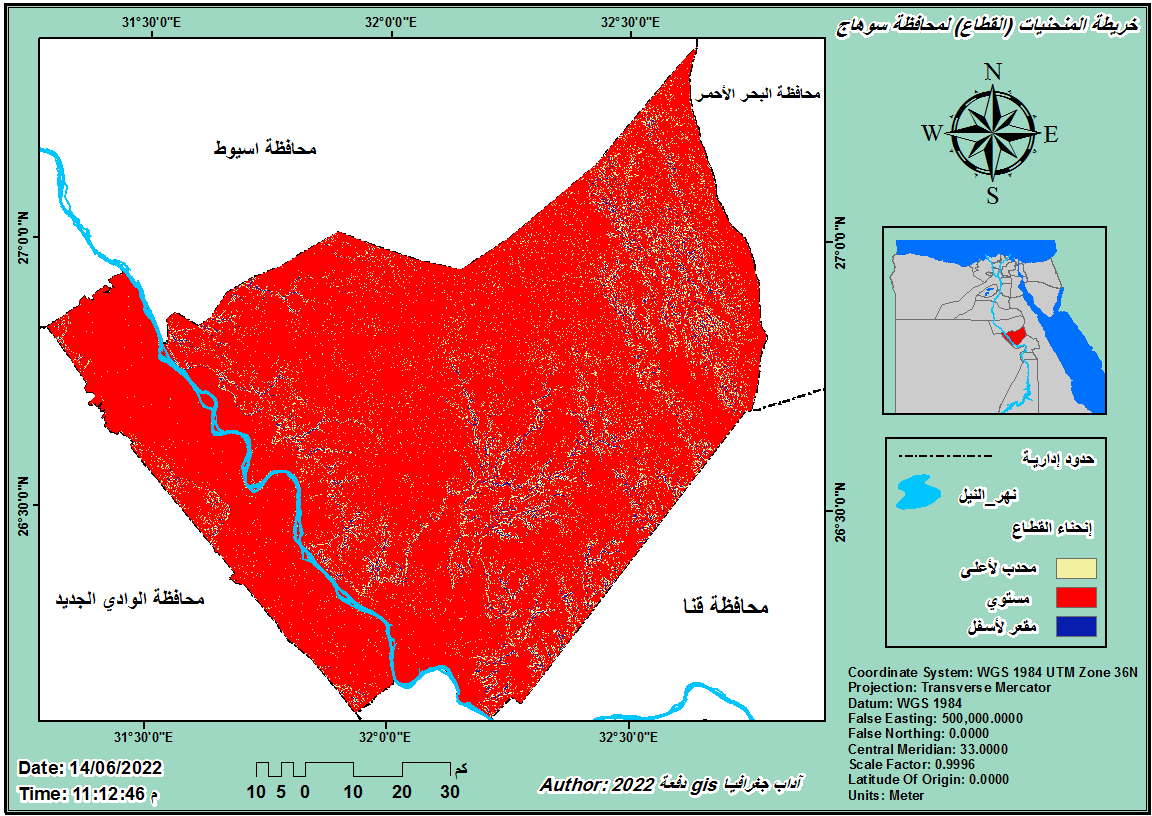 خريطة المنحنيات (القطاع) لمحافظة سوهاج
31°30'0"E
32°0'0"E
32°30'0"E
محافظة البحر الأحمر
محافظة اسيوط
N
W
E
S
27°0'0"N
27°0'0"N
26°30'0"N
26°30'0"N
محافظة الوادي الجديد
محافظة قنا
حدود إدارية
نهر_النيل
إنحناء القطاع
محدب لأعلى
مستوي
مقعر لأسفل
31°30'0"E
32°0'0"E
32°30'0"E
Coordinate System: WGS 1984 UTM Zone 36N
Projection: Transverse Mercator
Datum: WGS 1984
False Easting: 500,000.0000
False Northing: 0.0000
Central Meridian: 33.0000
Scale Factor: 0.9996
Latitude Of Origin: 0.0000
Units: Meter
Date: 14/06/2022
Time: 11:12:46 م
كم
10 5 0 10 20 30
Author: 2022 دفعة gis آداب جغرافيا